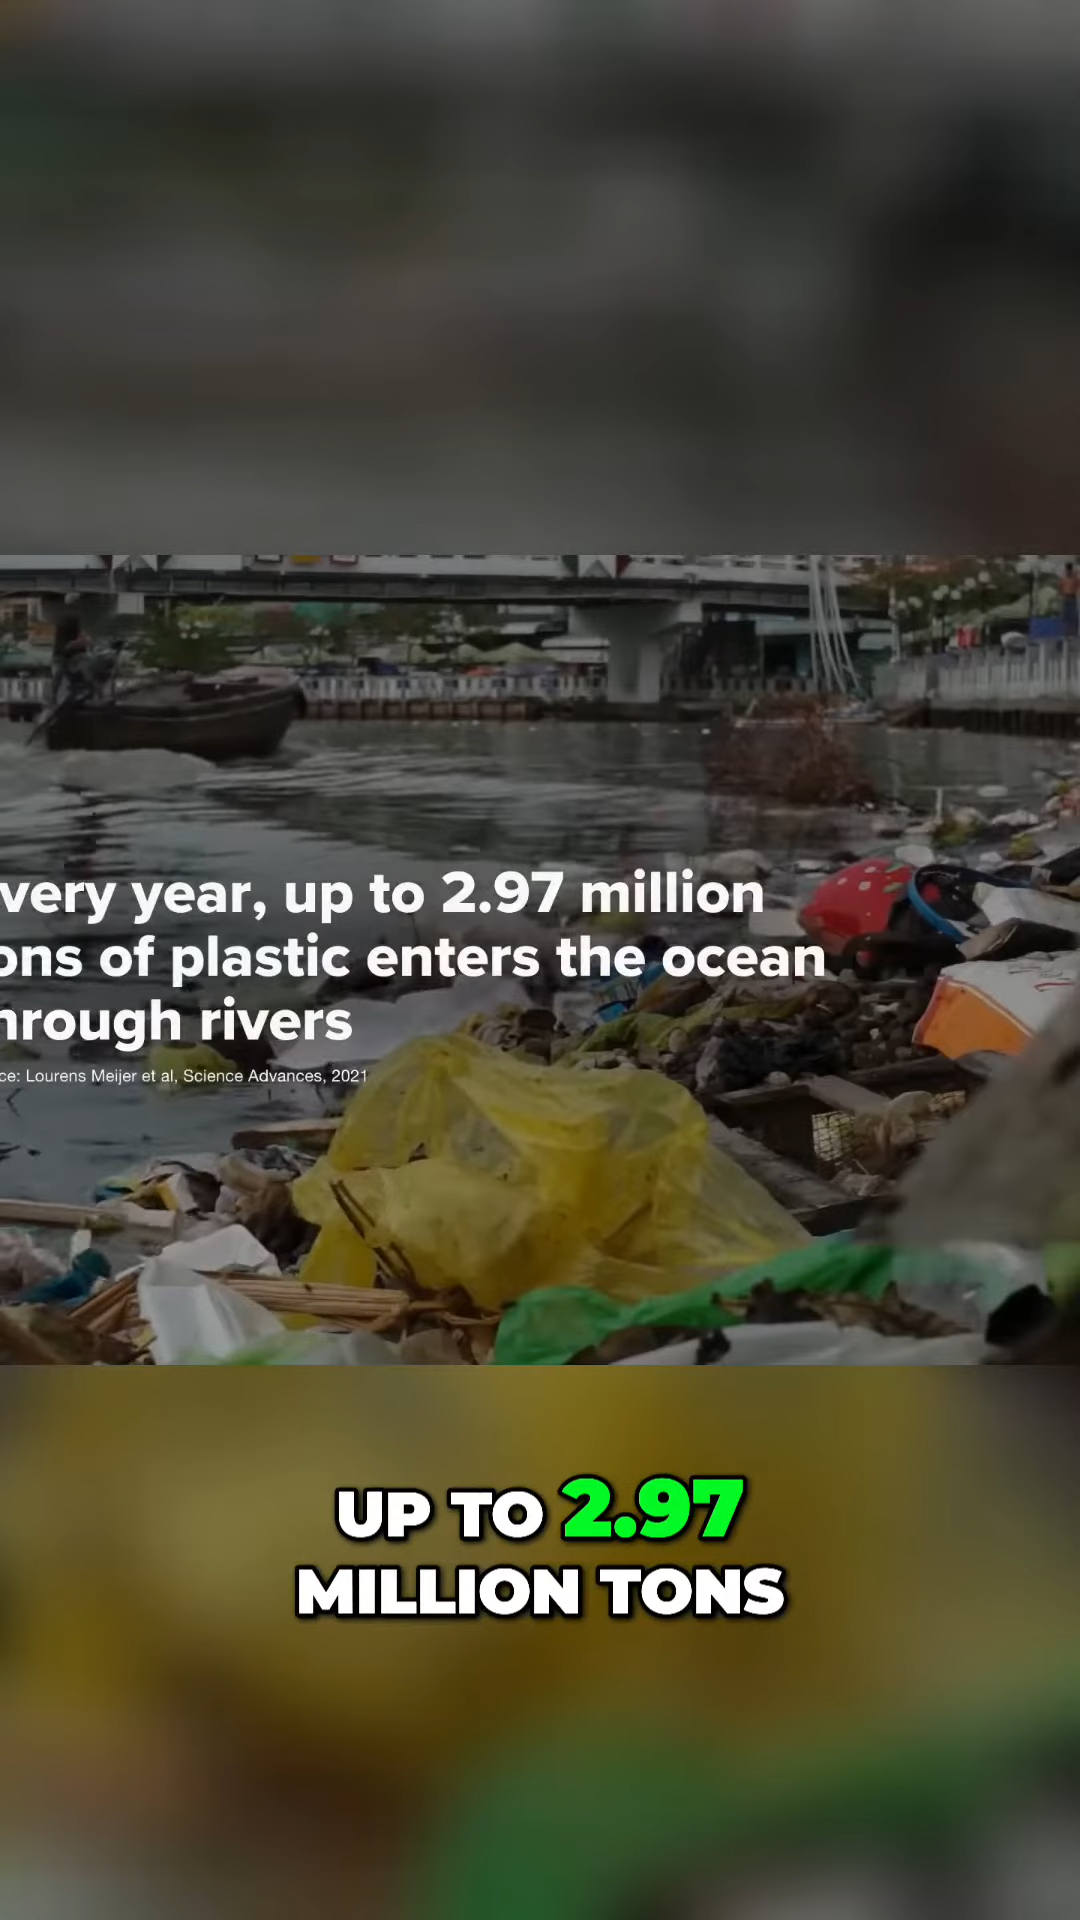 very year, up to 2.97 million
ons of plastic enters the ocean
hrough rivers
ce: Lourens Meijer et al, Science Advances, 2021
UP TO 2.97
MILLION TONS